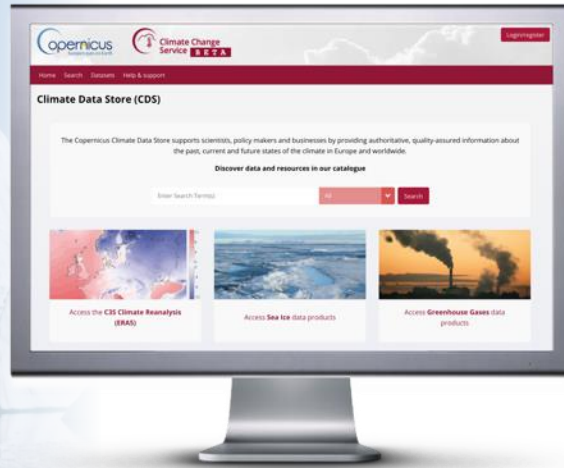 opernicus
Climate Change
Service BETA
Login/register
Home Search Datasets Help & support
Climate Data Store (CDS)
The Copernicus Climate Data Store supports scientists, policy makers and businesses by providing authoritative, quality-assured information about
the past, current and future states of the climate in Europe and worldwide.
Discover data and resources in our catalogue
Enter Search Term(s) All Search
Access the C3S Climate Reanalysis
(ERA5)
Access Sea Ice data products
Access Greenhouse Gases data
products